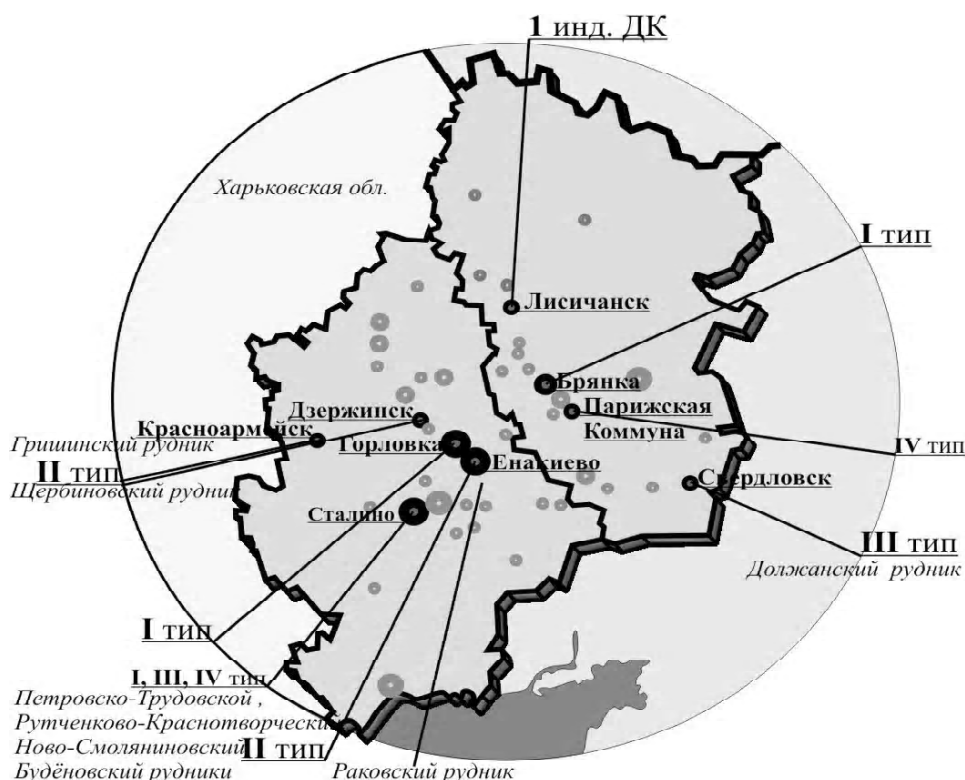 1 инд. ДК
Харьковская обл.
I тип
Лисичанск
Брянка
Дзержинск
Парижская
Коммуна
Красноармейск
Гришинский рудник
Горловка
IV тип
II тип
Енакиево
Щербиновский рудник
Свердловск
Сталино
III тип
Должанский рудник
I тип
I, III, IV тип
Петровско-Трудовской ,
Рутченково-Краснотворческий
Ново-Смоляниновский
II тип
Будёновский рудники
Раковский рудник